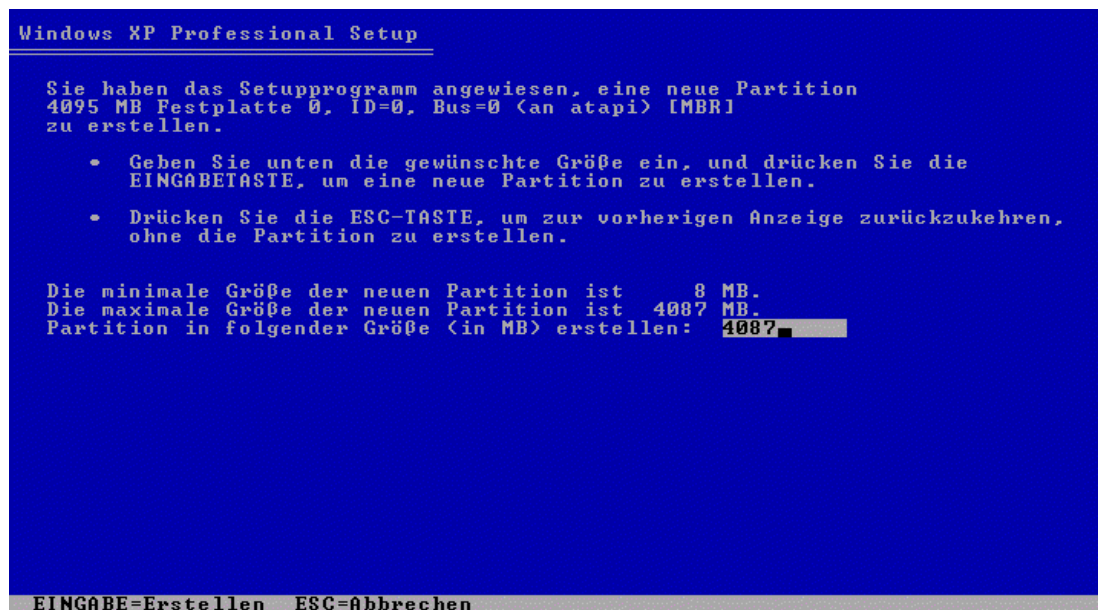 Windows XP Professional Setup
Sie haben das Setupprogramm angewiesen, eine neue Partition
4095 MB Festplatte 0, ID=0, Bus=0 (an atapi) [MBR]
zu erstellen.
• Geben Sie unten die gewünschte Größe ein, und drücken Sie die
EINGABETASTE, um eine neue Partition zu erstellen.
• Drücken Sie die ESC-TASTE, um zur vorherigen Anzeige zurückzukehren,
ohne die Partition zu erstellen.
Die minimale Größe der neuen Partition ist 8 MB.
Die maximale Größe der neuen Partition ist 4087 MB.
Partition in folgender Größe (in MB) erstellen: 4087
EINGABE=Erstellen ESC=Abbrechen